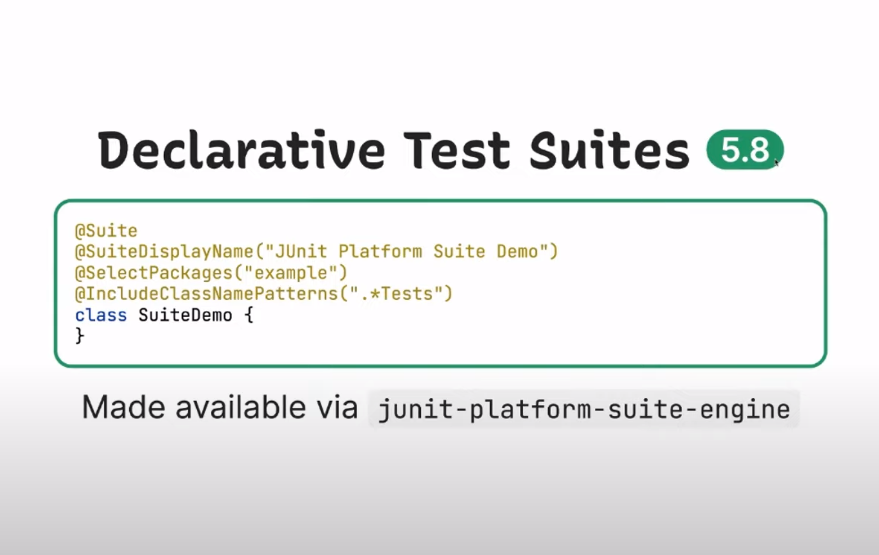 Declarative Test Suites 5.8
@Suite
@SuiteDisplayName("JUnit Platform Suite Demo")
@SelectPackages("example")
@IncludeClassNamePatterns(".*Tests")
class SuiteDemo {
}
Made available via junit-platform-suite-engine